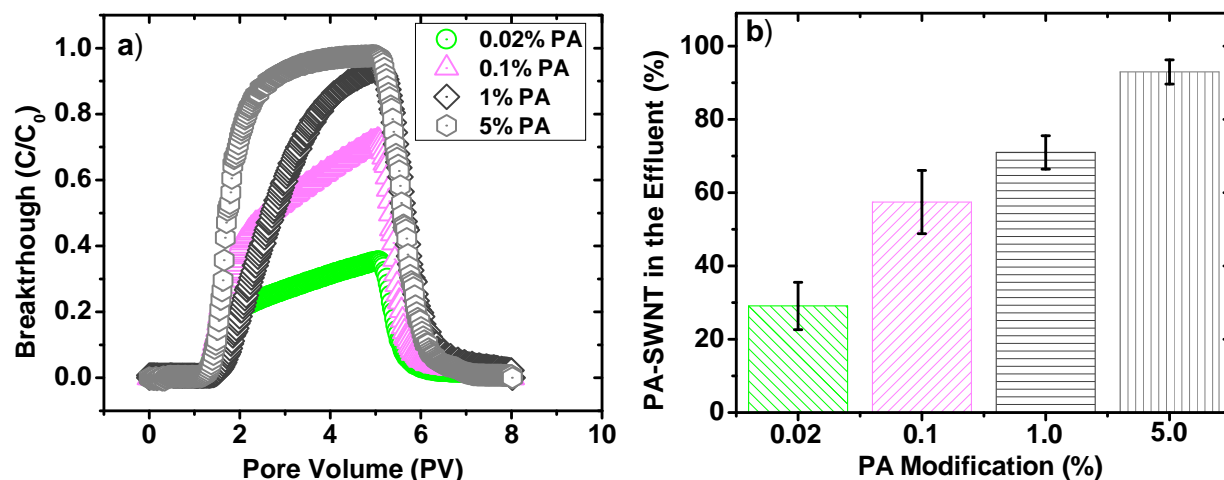 a)
0.02% PA
0.1% PA
1% PA
5% PA
1.0
0.8
0.6
0.4
0.2
0.0
Breaktrhough (C/C0)
0 2 4 6 8 10
Pore Volume (PV)
b)
100
80
60
40
20
0
PA-SWNT in the Effluent (%)
0.02 0.1 1.0 5.0
PA Modification (%)